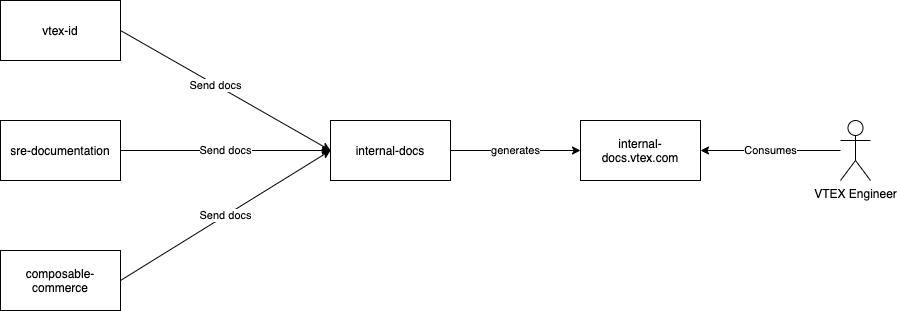 vtex-id
Send docs
sre-documentation
Send docs
internal-docs
generates
internal-
docs.vtex.com
Consumes
VTEX Engineer
Send docs
composable-
commerce